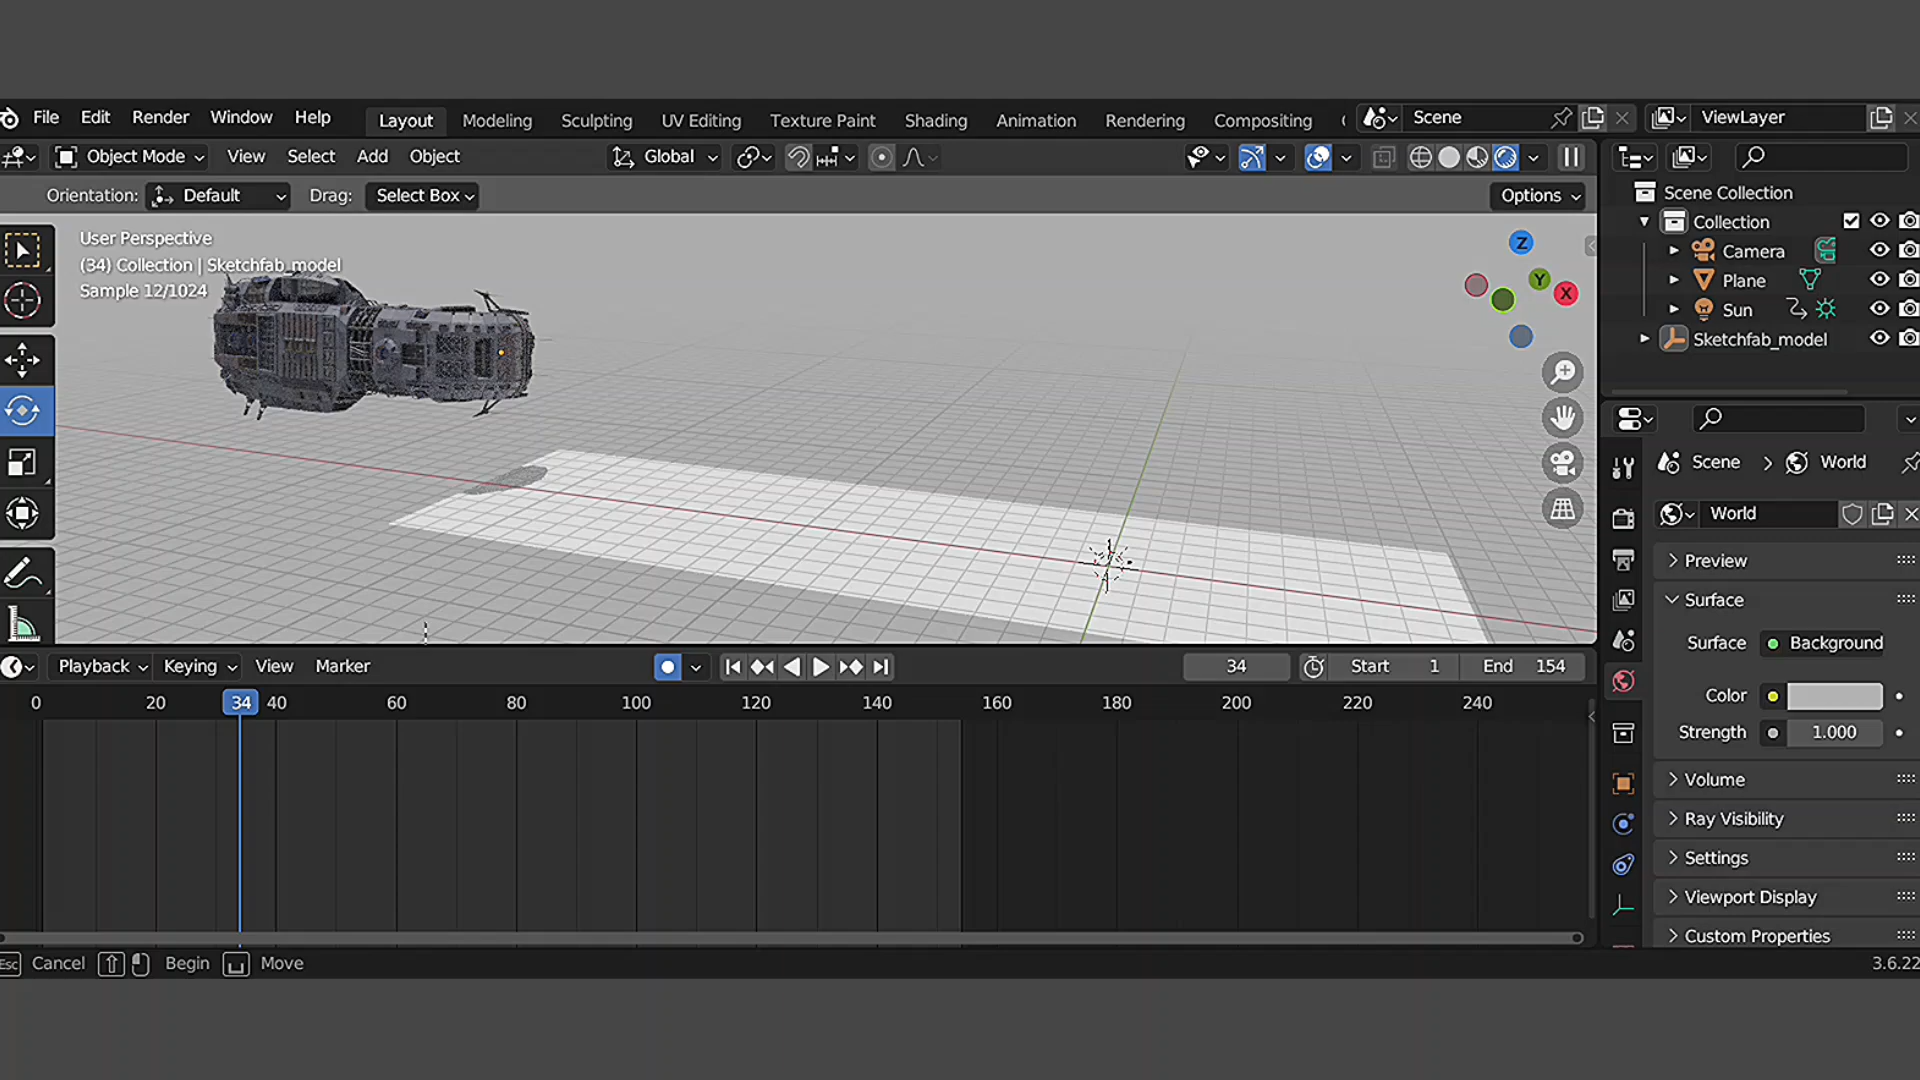 File Edit Render Window Help Layout Modeling Sculpting UV Editing Texture Paint Shading Animation Rendering Compositing Scene ViewLayer
Object Mode View Select Add Object Global
Orientation: Default Drag: Select Box Options
User Perspective
(34) Collection | Sketchfab_model
Sample 12/1024
Z
Y
X
Scene Collection
Collection
Camera
Plane
Sun
Sketchfab_model
Scene > World
World
Preview
Surface
Surface Background
Color
Strength 1.000
Volume
Ray Visibility
Settings
Viewport Display
Custom Properties
Playback Keying View Marker 34 Start 1 End 154
0 20 34 40 60 80 100 120 140 160 180 200 220 240
Esc Cancel Begin Move 3.6.22